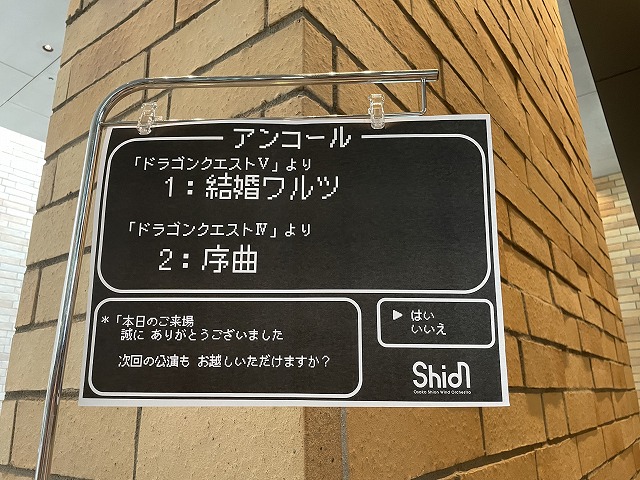 アンコール
「ドラゴンクエストⅤ」より
1：結婚ワルツ
「ドラゴンクエストⅣ」より
2：序曲
＊「本日のご来場
誠に ありがとうございました
次回の公演も お越しいただけますか？
▶ はい
いいえ
Shion
Osaka Shion Wind Orchestra